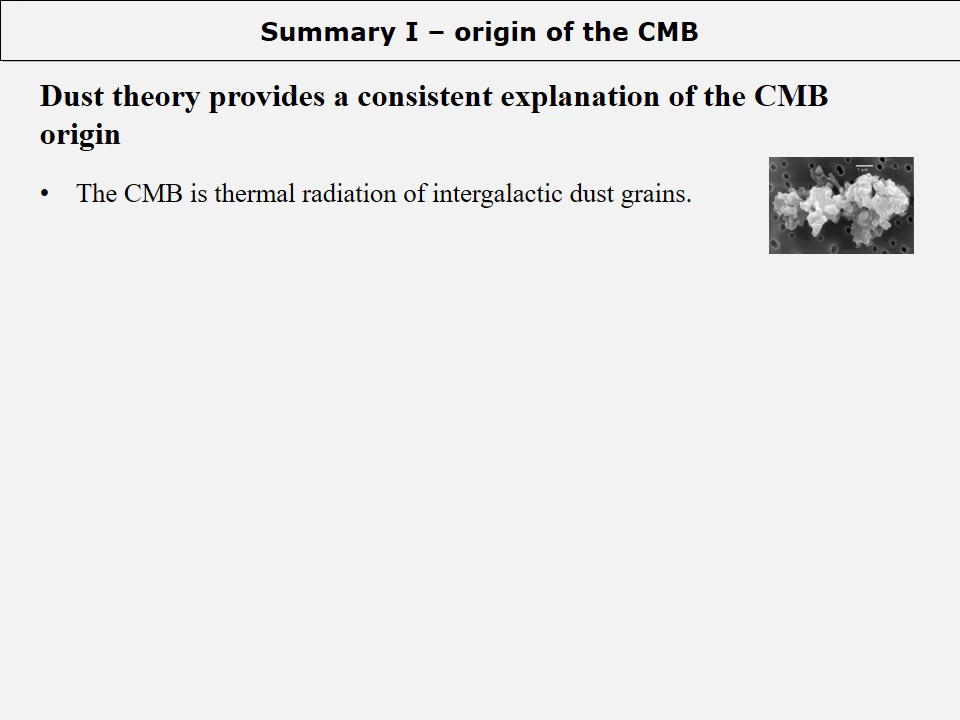 Summary I – origin of the CMB
Dust theory provides a consistent explanation of the CMB
origin
• The CMB is thermal radiation of intergalactic dust grains.